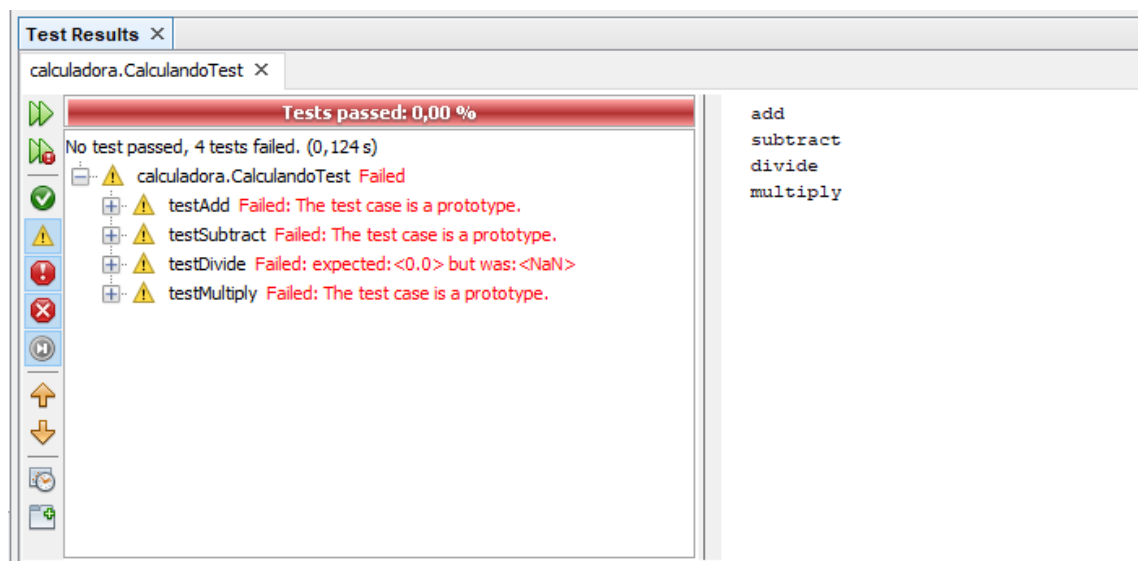 Test Results
calculadora.CalculandoTest
Tests passed: 0,00 %
No test passed, 4 tests failed. (0,124 s)
calculadora.CalculandoTest Failed
testAdd Failed: The test case is a prototype.
testSubtract Failed: The test case is a prototype.
testDivide Failed: expected:<0.0> but was:<NaN>
testMultiply Failed: The test case is a prototype.
add
subtract
divide
multiply